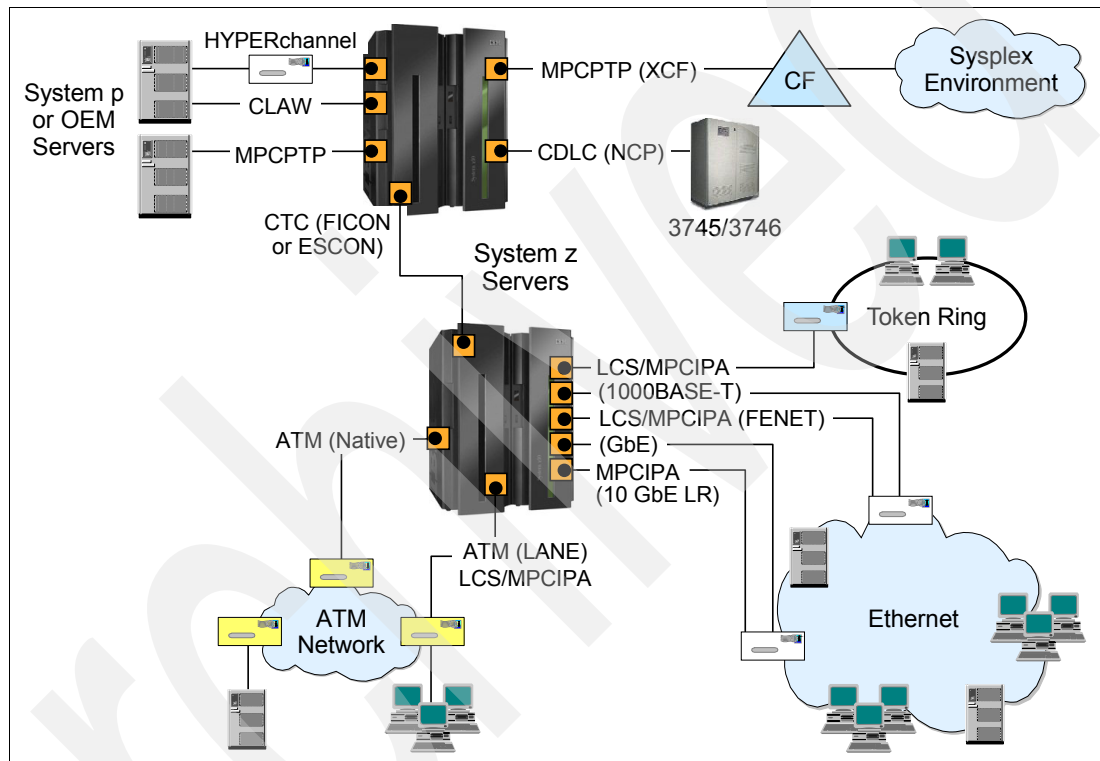 HYPERchannel
System p
or OEM
Servers
CLAW
MPCPTP
MPCPTP (XCF)
CF
Sysplex
Environment
CDLC (NCP)
3745/3746
CTC (FICON
or ESCON)
System z
Servers
Token Ring
LCS/MPCIPA
(1000BASE-T)
LCS/MPCIPA (FENET)
(GbE)
MPCIPA
(10 GbE LR)
ATM (Native)
ATM (LANE)
LCS/MPCIPA
ATM
Network
Ethernet